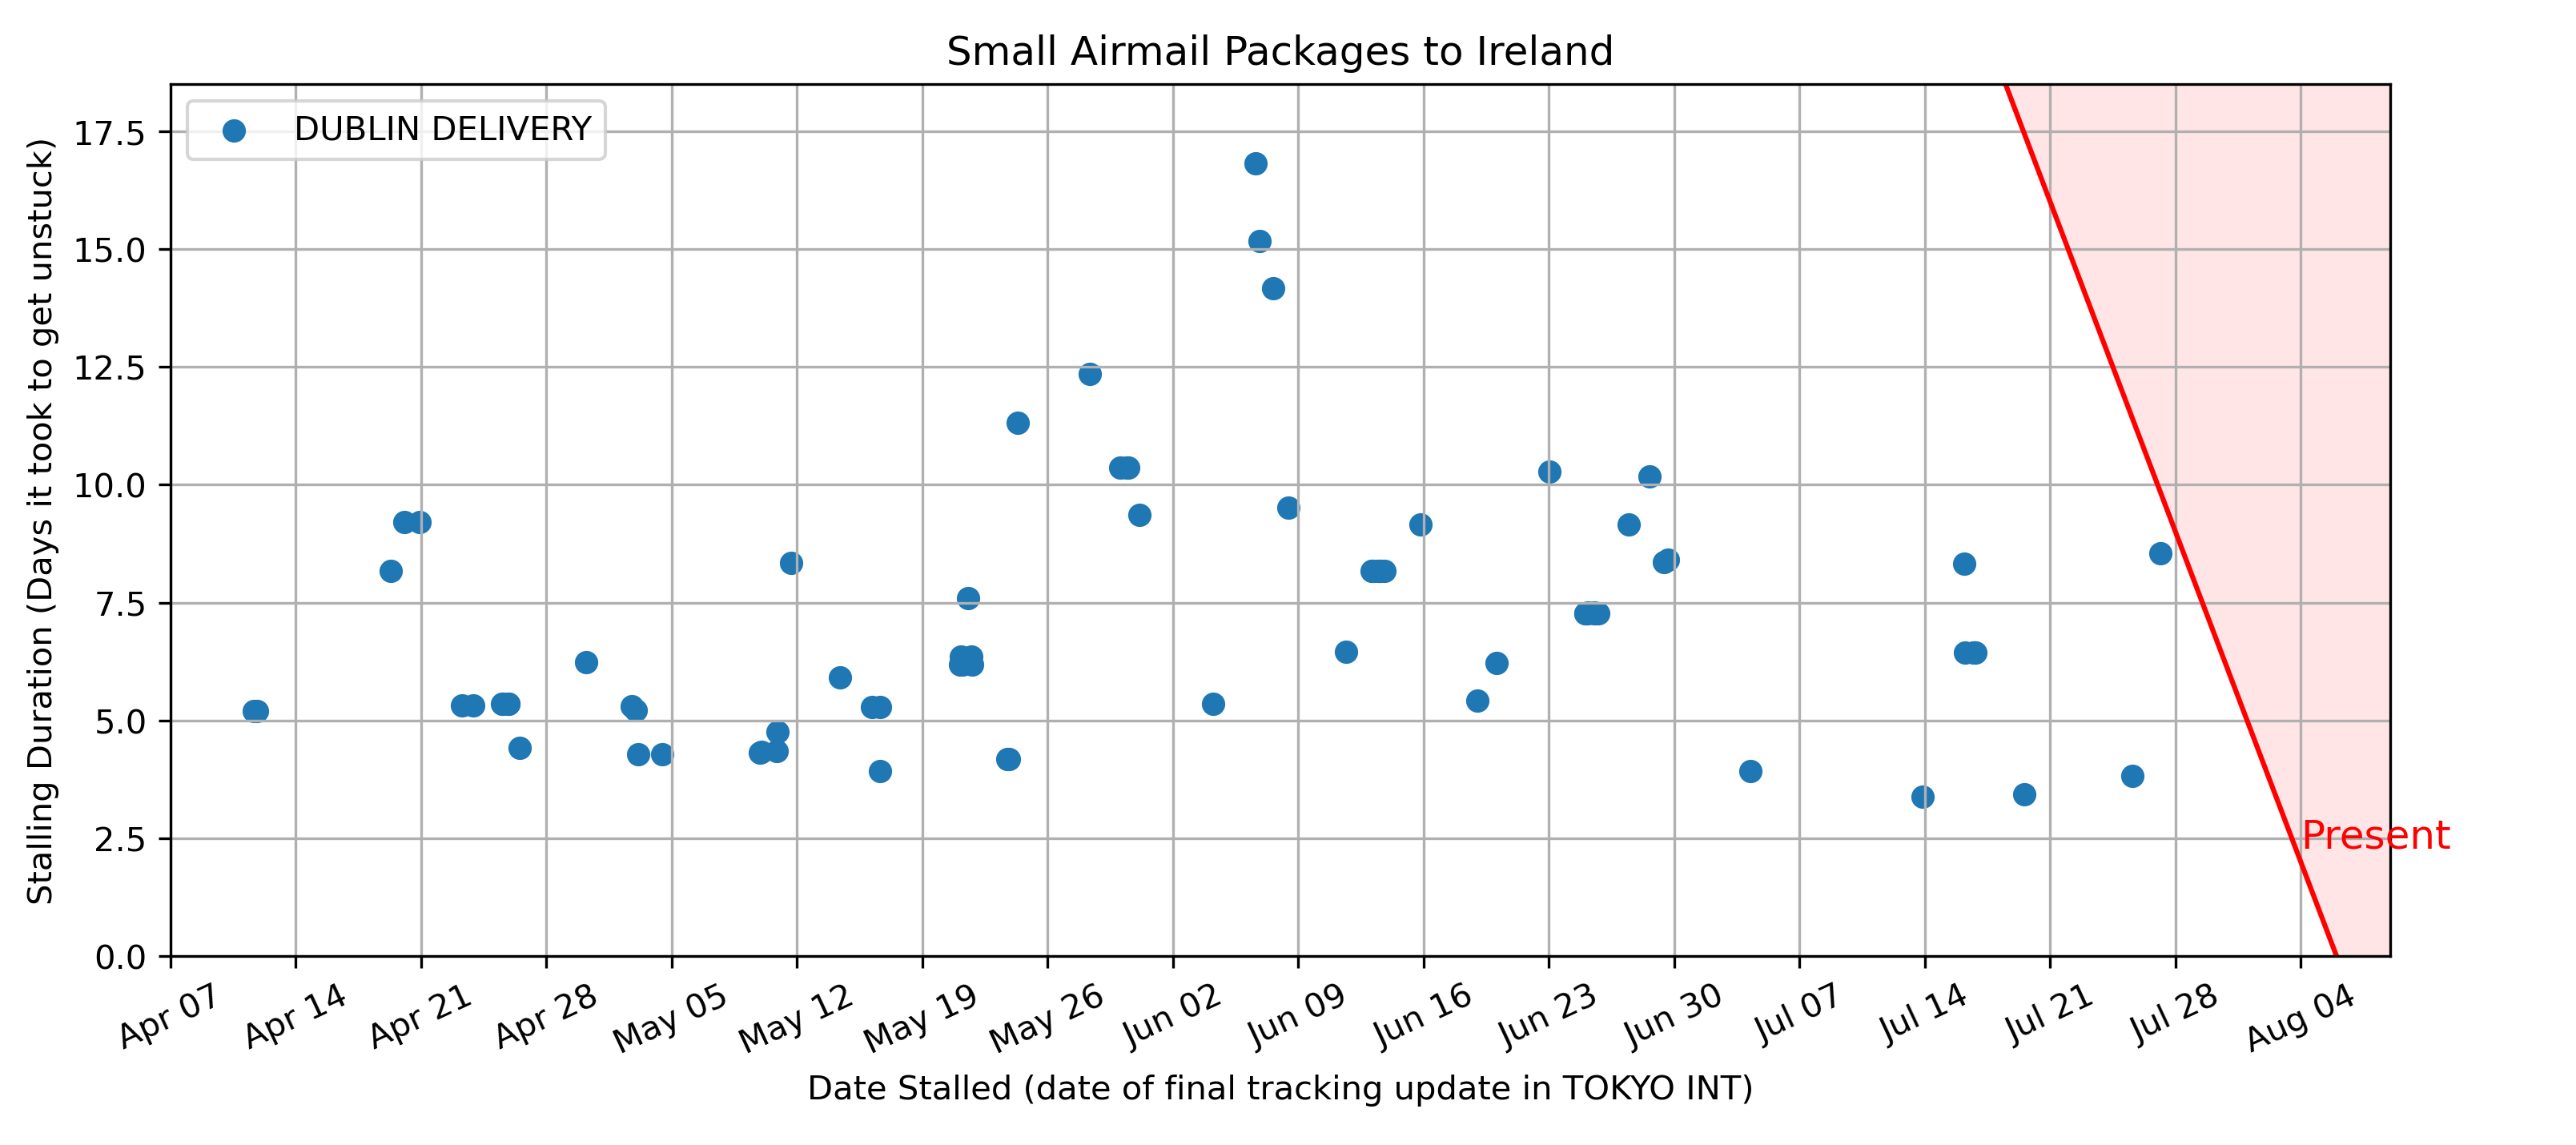 Small Airmail Packages to Ireland
DUBLIN DELIVERY
Stalling Duration (Days it took to get unstuck)
17.5
15.0
12.5
10.0
7.5
5.0
2.5
0.0
Present
Apr 07
Apr 14
Apr 21
Apr 28
May 05
May 12
May 19
May 26
Jun 02
Jun 09
Jun 16
Jun 23
Jun 30
Jul 07
Jul 14
Jul 21
Jul 28
Aug 04
Date Stalled (date of final tracking update in TOKYO INT)